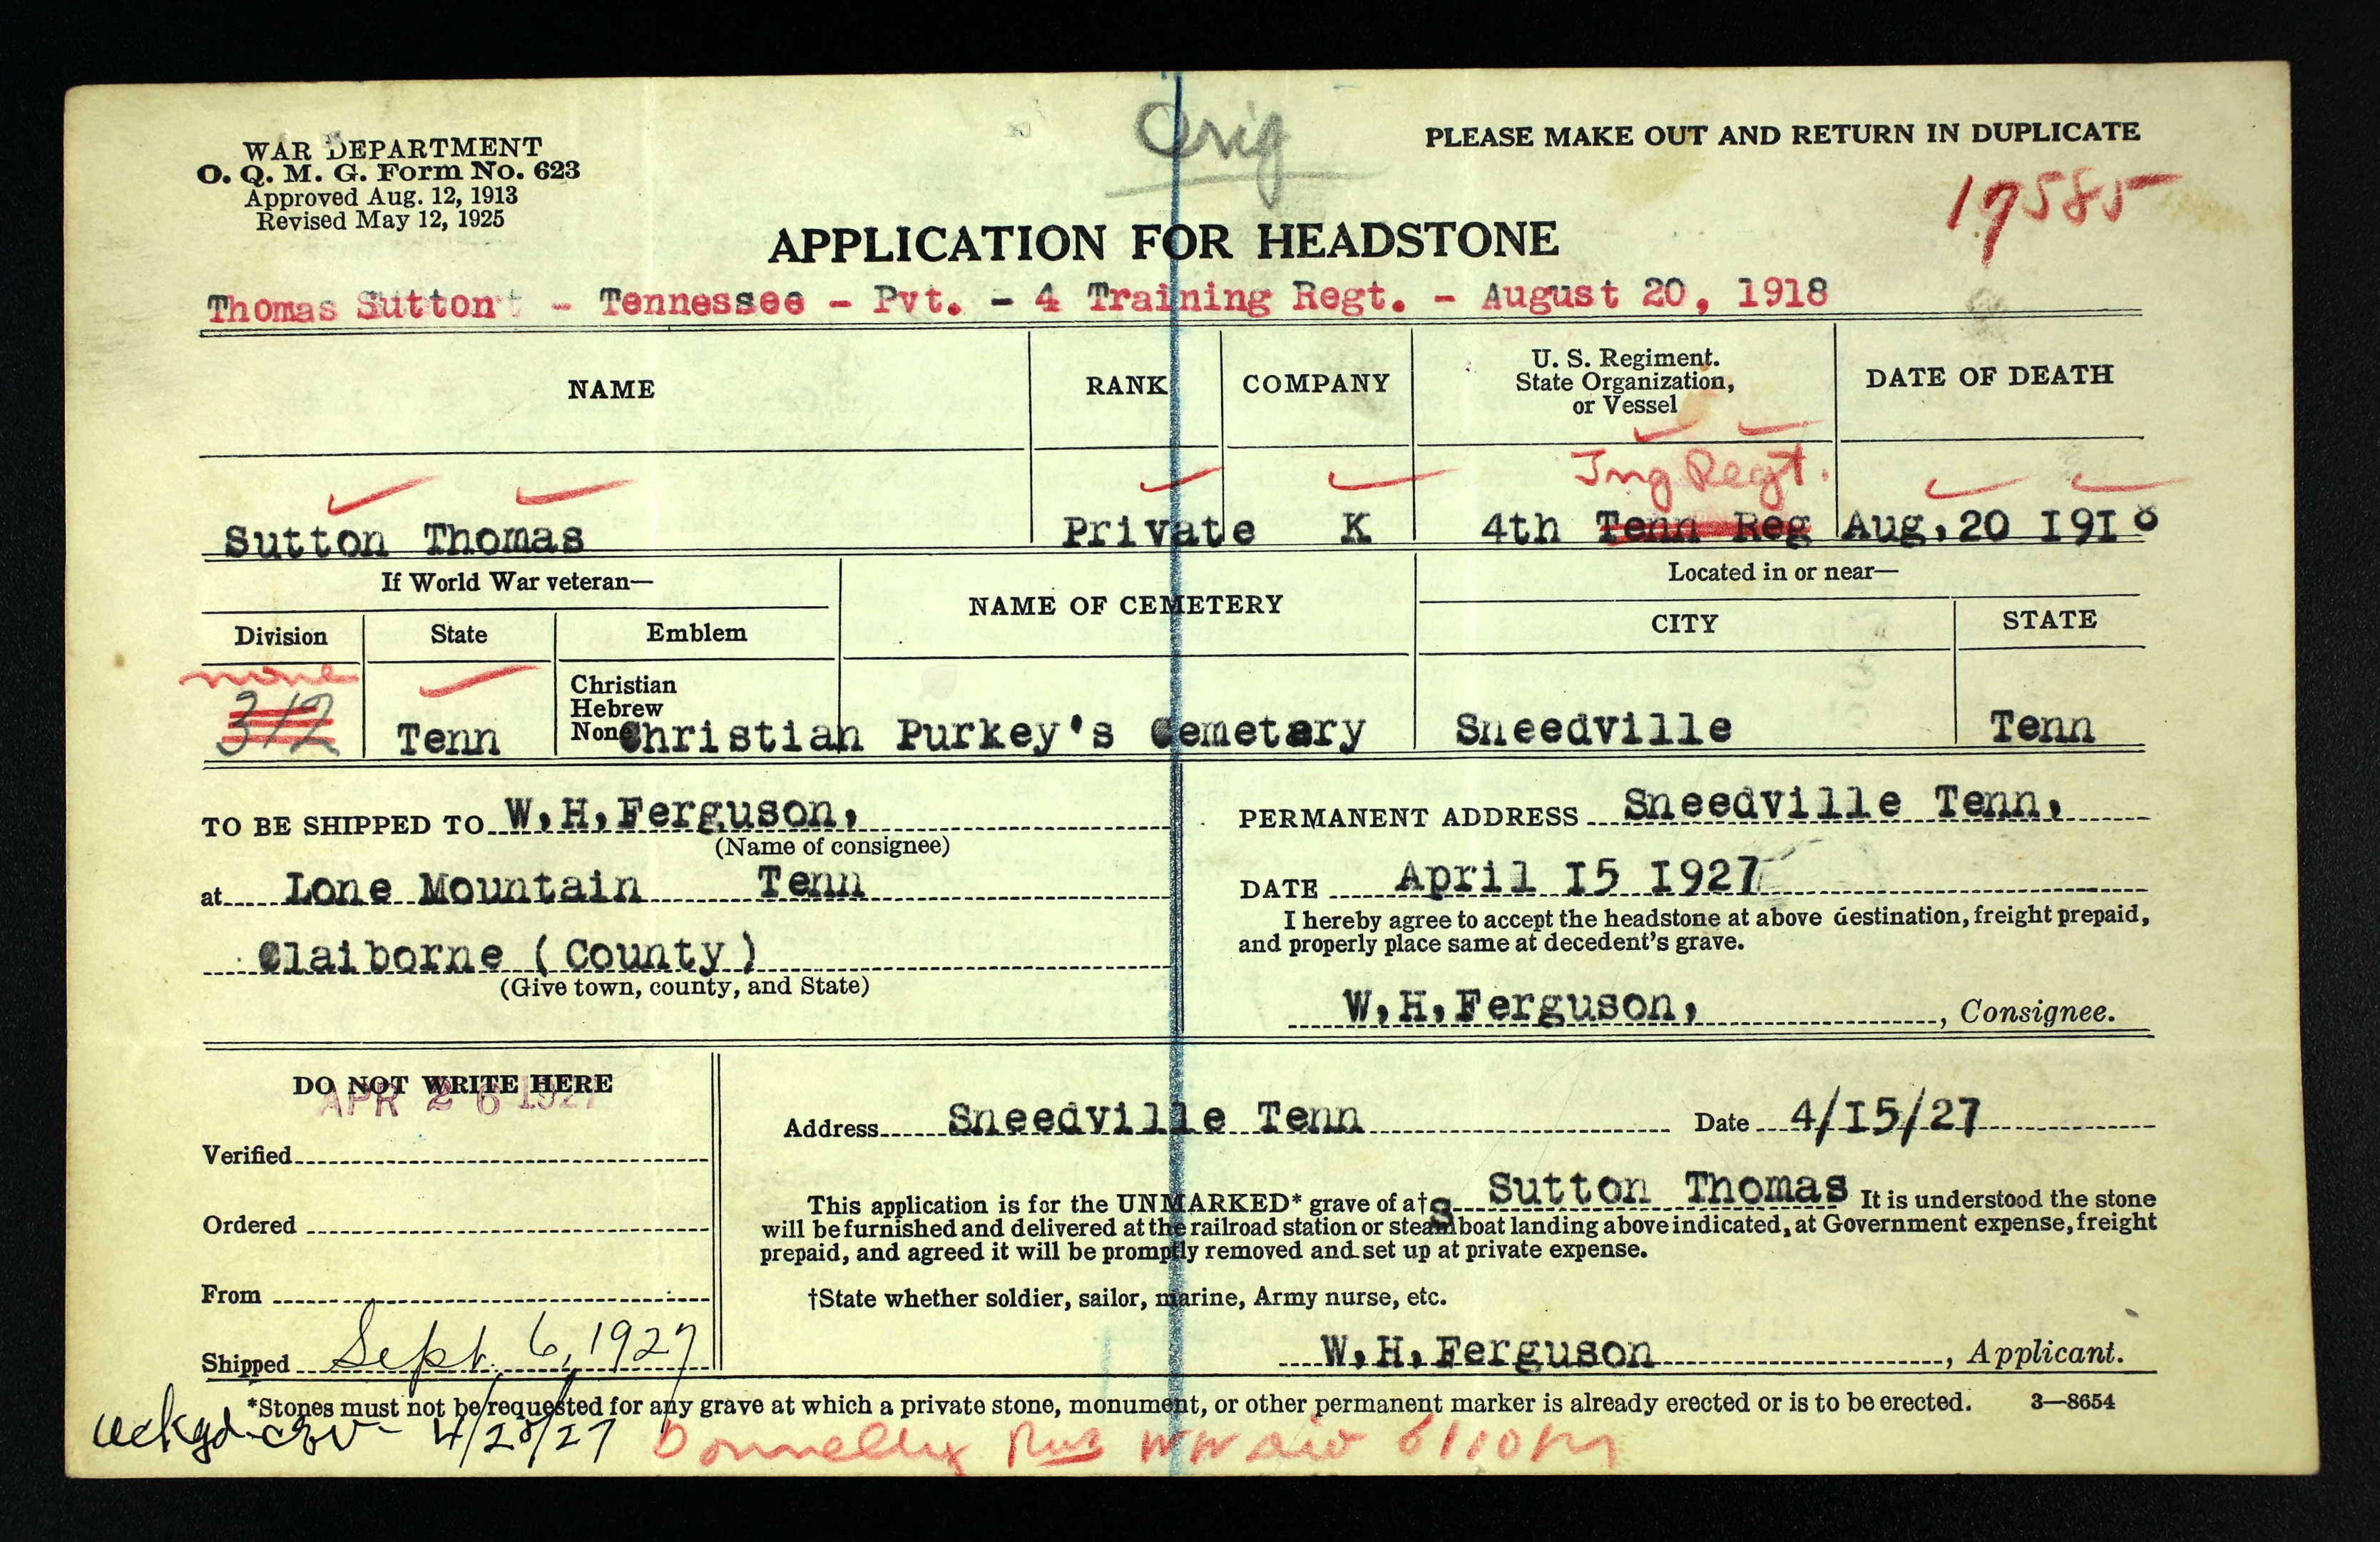 Orig
PLEASE MAKE OUT AND RETURN IN DUPLICATE
WAR DEPARTMENT
O. Q. M. G. Form No. 623
Approved Aug. 12, 1913
Revised May 12, 1925
17585
APPLICATION FOR HEADSTONE
Thomas Sutton - Tennessee - Pvt. - 4 Training Regt. - August 20, 1918
NAME
RANK
COMPANY
U. S. Regiment.
State Organization,
or Vessel
DATE OF DEATH
Tng Regt.
Sutton Thomas Private K 4th Tenn Reg Aug, 20 I9I8
If World War veteran—
NAME OF CEMETERY
Located in or near—
Division
State
Emblem
CITY
STATE
none
312
Tenn
Christian
Hebrew
None
Christian
Purkey's Cemetary
Sneedville
Tenn
TO BE SHIPPED TO W,H,Ferguson,
(Name of consignee)
at Lone Mountain Tenn
Claiborne (County)
(Give town, county, and State)
PERMANENT ADDRESS Sneedville Tenn,
DATE April I5 I927
I hereby agree to accept the headstone at above destination, freight prepaid,
and properly place same at decedent's grave.
W,H,Ferguson, , Consignee.
DO NOT WRITE HERE
APR 26 1927
Verified
Ordered
From
Shipped Sept. 6, 1927
Address Sneedville Tenn Date 4/I5/27
This application is for the UNMARKED* grave of a†S Sutton Thomas It is understood the stone
will be furnished and delivered at the railroad station or steamboat landing above indicated, at Government expense, freight
prepaid, and agreed it will be promptly removed and set up at private expense.
†State whether soldier, sailor, marine, Army nurse, etc.
W,H,Ferguson , Applicant.
*Stones must not be requested for any grave at which a private stone, monument, or other permanent marker is already erected or is to be erected. 3—8654
ackgd 4/28/27
Donnelly